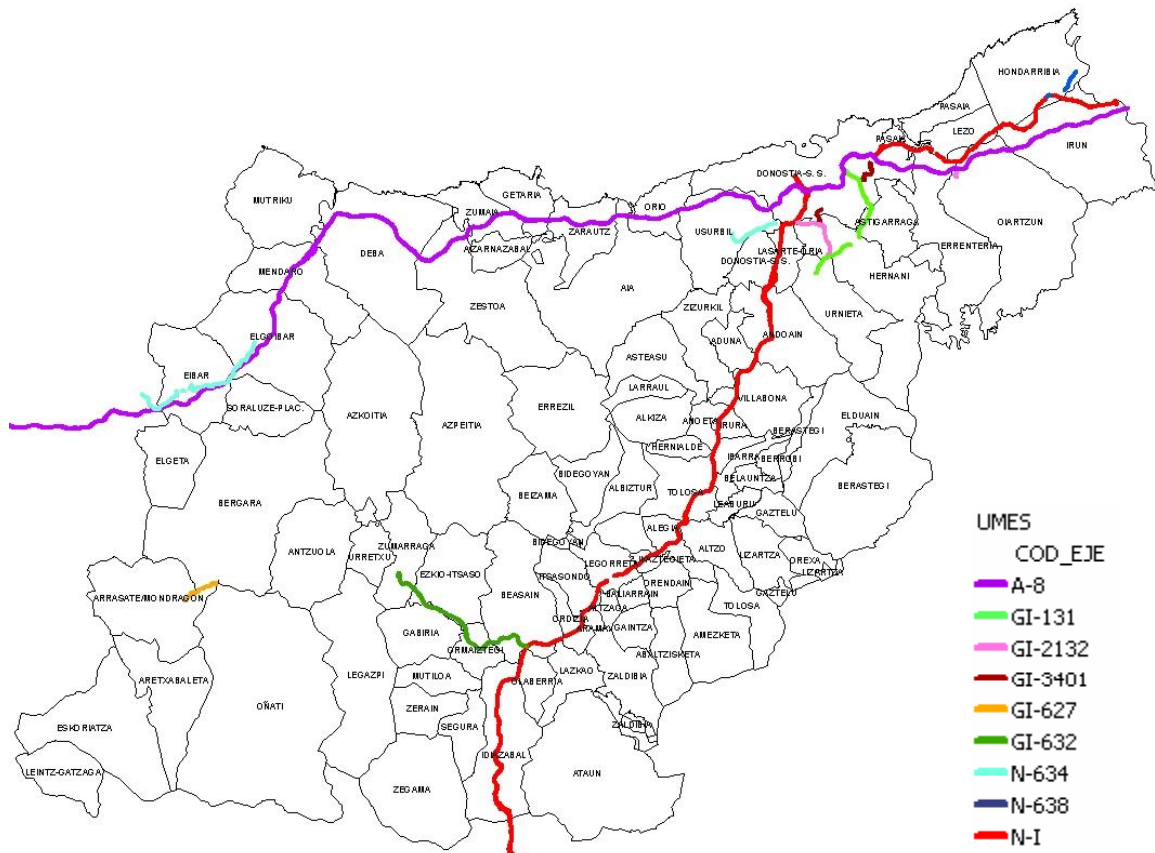 HONDARRIBIA
PASAIA
LEZO
IRUN
PASAIA
DONOSTIA-S. S.
GETARIA
MUTRIKU
ZUMAIA
ORIO
OIARTZUN
ZARAUTZ
USURBIL
ASTIGARRAGA
AZARNAZABAL
ERRENTERIA
DEBA
LASARTE-ORIA
DONOSTIA-S.S.
MENDARO
HERNANI
AIA
ZESTOA
ZIZURKIL
URNIETA
ELGOIBAR
ANDOAIN
ADUNA
ASTEASU
EIBAR
LARRAUL
ERREZIL
VILLABONA
SORALUZE-PLAC.
AZKOITIA
ALKIZA
ANOETA
ELDUAIN
AZPEITIA
IRURA
BERASTEGI
HERNIALDE
IBARRA
BERROBI
ELGETA
BIDEGOYAN
BELAUNTZA
ALBIZTUR
BERASTEGI
BEIZAMA
TOLOSA
BERGARA
LEABURU
GAZTELU
ALEGIA
UMES
BIDEGOYAN
ZUMARRAGA
ALTZO
ANTZUOLA
LIZARTZA
COD_EJE
URRETXU
IKAZTEGIETA
EZKIO-ITSASO
LEGORRETA
OREXA
LIZARTZA
ITSASONDO
ORENDAIN
A-8
BEASAIN
BALIARRAIN
GAZTELU
ARRASATE/MONDRAGON
TOLOSA
ALTZAGA
GI-131
ORDIZIA
GABIRIA
ARAMA
GAINTZA
AMEZKETA
GI-2132
ORMAIZTEGI
ABALTZISKETA
LEGAZPI
MUTILOA
LAZKAO
ZALDIBIA
GI-3401
ARETXABALETA
OLABERRIA
OÑATI
ZERAIN
GI-627
SEGURA
ZALDIBIA
ESKORIATZA
GI-632
IDIAZABAL
LEINTZ-GATZAGA
ATAUN
N-634
ZEGAMA
N-638
N-I